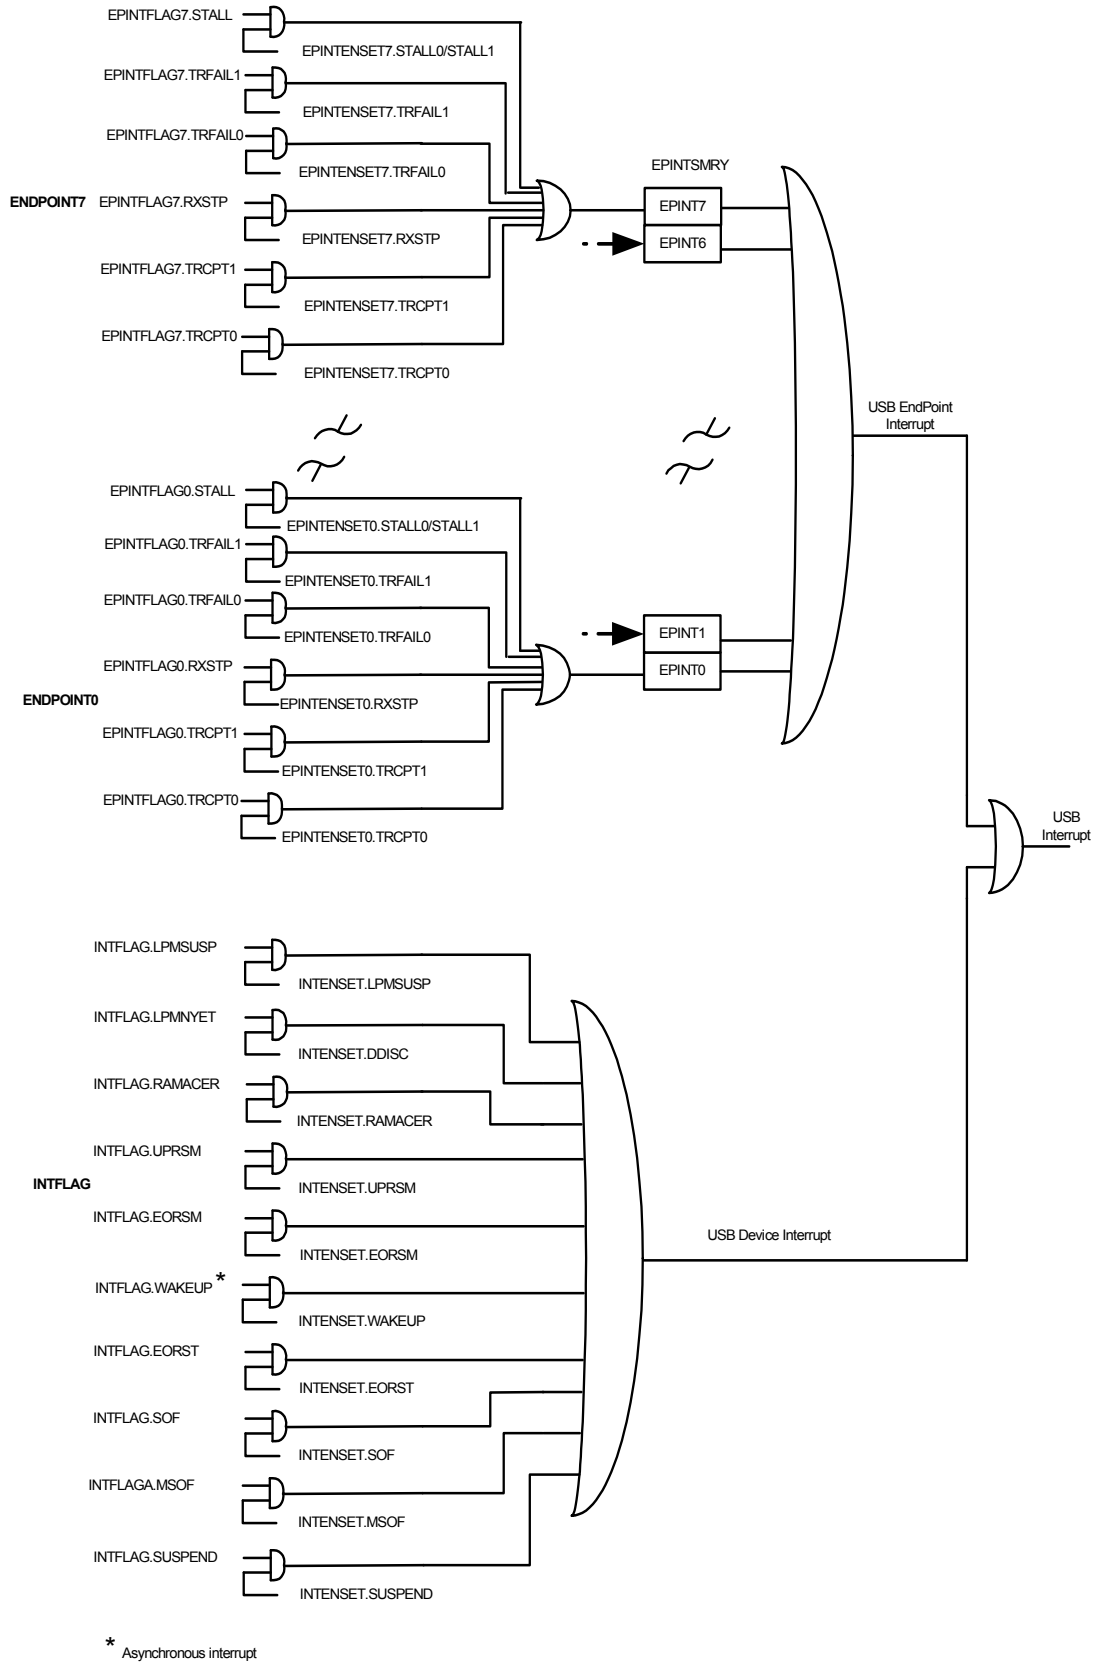 EPINTFLAG7.STALL
EPINTENSET7.STALL0/STALL1
EPINTFLAG7.TRFAIL1
EPINTENSET7.TRFAIL1
EPINTFLAG7.TRFAIL0
EPINTENSET7.TRFAIL0
EPINTSMRY
ENDPOINT7 EPINTFLAG7.RXSTP
EPINT7
EPINTENSET7.RXSTP
EPINT6
EPINTFLAG7.TRCPT1
EPINTENSET7.TRCPT1
EPINTFLAG7.TRCPT0
EPINTENSET7.TRCPT0
USB EndPoint
Interrupt
EPINTFLAG0.STALL
EPINTENSET0.STALL0/STALL1
EPINTFLAG0.TRFAIL1
EPINTENSET0.TRFAIL1
EPINTFLAG0.TRFAIL0
EPINTENSET0.TRFAIL0
EPINT1
EPINTFLAG0.RXSTP
EPINT0
ENDPOINT0
EPINTENSET0.RXSTP
EPINTFLAG0.TRCPT1
EPINTENSET0.TRCPT1
EPINTFLAG0.TRCPT0
EPINTENSET0.TRCPT0
USB
Interrupt
INTFLAG.LPMSUSP
INTENSET.LPMSUSP
INTFLAG.LPMNYET
INTENSET.DDISC
INTFLAG.RAMACER
INTENSET.RAMACER
INTFLAG.UPRSM
INTFLAG
INTENSET.UPRSM
INTFLAG.EORSM
INTENSET.EORSM
USB Device Interrupt
INTFLAG.WAKEUP *
INTENSET.WAKEUP
INTFLAG.EORST
INTENSET.EORST
INTFLAG.SOF
INTENSET.SOF
INTFLAGA.MSOF
INTENSET.MSOF
INTFLAG.SUSPEND
INTENSET.SUSPEND
* Asynchronous interrupt